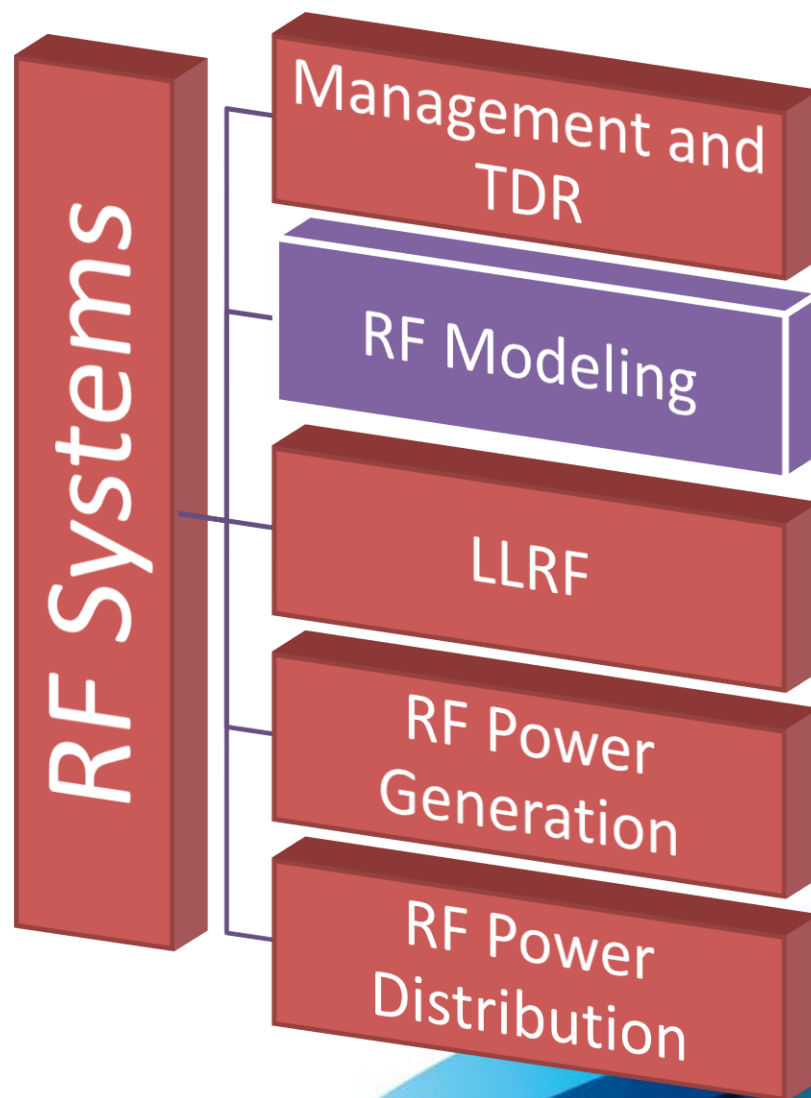 RF Systems
Management and
TDR
RF Modeling
LLRF
RF Power
Generation
RF Power
Distribution